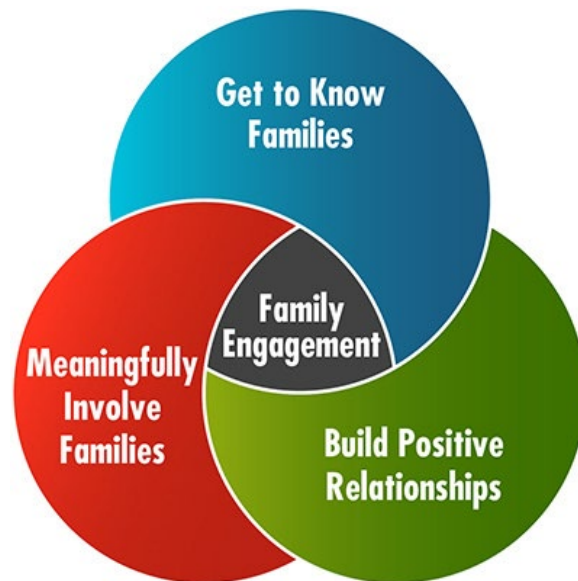 Get to Know
Families
Family
Engagement
Meaningfully
Involve
Families
Build Positive
Relationships